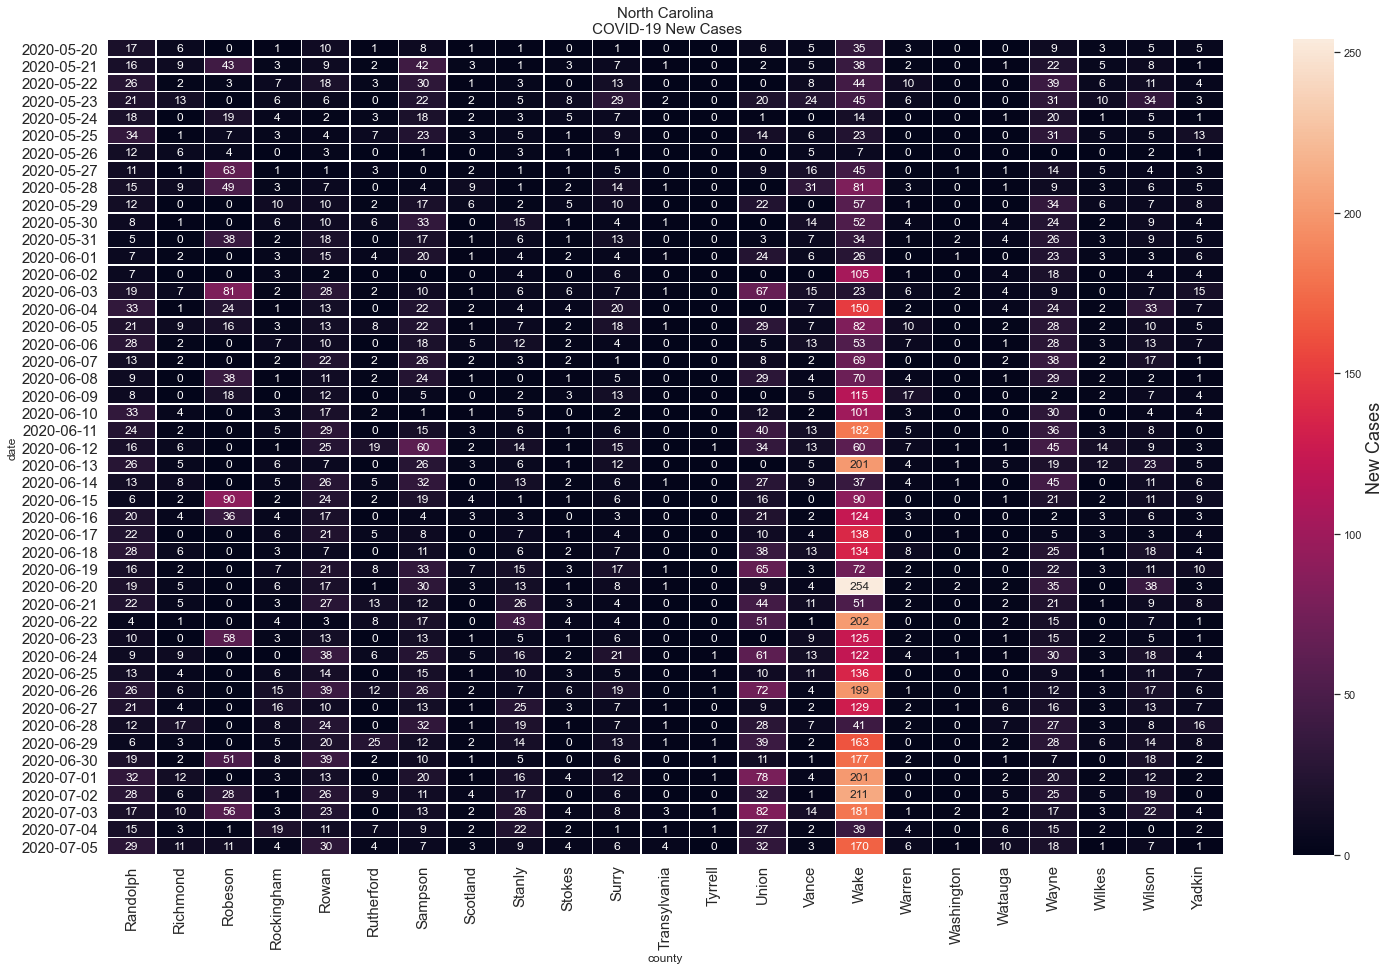 North Carolina
COVID-19 New Cases
2020-05-20 17 6 0 1 10 1 8 1 1 0 1 0 0 6 5 35 3 0 0 9 3 5 5
2020-05-21 16 9 43 3 9 2 42 3 1 3 7 1 0 2 5 38 2 0 1 22 5 8 1
2020-05-22 26 2 3 7 18 3 30 1 3 0 13 0 0 0 8 44 10 0 0 39 6 11 4
2020-05-23 21 13 0 6 6 0 22 2 5 8 29 2 0 20 24 45 6 0 0 31 10 34 3
2020-05-24 18 0 19 4 2 3 18 2 3 5 7 0 0 1 0 14 0 0 1 20 1 5 1
2020-05-25 34 1 7 3 4 7 23 3 5 1 9 0 0 14 6 23 0 0 0 31 5 5 13
2020-05-26 12 6 4 0 3 0 1 0 3 1 1 0 0 0 5 7 0 0 0 0 0 2 1
2020-05-27 11 1 63 1 1 3 0 2 1 1 5 0 0 9 16 45 0 1 1 14 5 4 3
2020-05-28 15 9 49 3 7 0 4 9 1 2 14 1 0 0 31 81 3 0 1 9 3 6 5
2020-05-29 12 0 0 10 10 2 17 6 2 5 10 0 0 22 0 57 1 0 0 34 6 7 8
2020-05-30 8 1 0 6 10 6 33 0 15 1 4 1 0 0 14 52 4 0 4 24 2 9 4
2020-05-31 5 0 38 2 18 0 17 1 6 1 13 0 0 3 7 34 1 2 4 26 3 9 5
2020-06-01 7 2 0 3 15 4 20 1 4 2 4 1 0 24 6 26 0 1 0 23 3 3 6
2020-06-02 7 0 0 3 2 0 0 0 4 0 6 0 0 0 0 105 1 0 4 18 0 4 4
2020-06-03 19 7 81 2 28 2 10 1 6 6 7 1 0 67 15 23 6 2 4 9 0 7 15
2020-06-04 33 1 24 1 13 0 22 2 4 4 20 0 0 0 7 150 2 0 4 24 2 33 7
2020-06-05 21 9 16 3 13 8 22 1 7 2 18 1 0 29 7 82 10 0 2 28 2 10 5
2020-06-06 28 2 0 7 10 0 18 5 12 2 4 0 0 5 13 53 7 0 1 28 3 13 7
2020-06-07 13 2 0 2 22 2 26 2 3 2 1 0 0 8 2 69 0 0 2 38 2 17 1
2020-06-08 9 0 38 1 11 2 24 1 0 1 5 0 0 29 4 70 4 0 1 29 2 2 1
2020-06-09 8 0 18 0 12 0 5 0 2 3 13 0 0 0 5 115 17 0 0 2 2 7 4
2020-06-10 33 4 0 3 17 2 1 1 5 0 2 0 0 12 2 101 3 0 0 30 0 4 4
2020-06-11 24 2 0 5 29 0 15 3 6 1 6 0 0 40 13 182 5 0 0 36 3 8 0
2020-06-12 16 6 0 1 25 19 60 2 14 1 15 0 1 34 13 60 7 1 1 45 14 9 3
2020-06-13 26 5 0 6 7 0 26 3 6 1 12 0 0 0 5 201 4 1 5 19 12 23 5
2020-06-14 13 8 0 5 26 5 32 0 13 2 6 1 0 27 9 37 4 1 0 45 0 11 6
2020-06-15 6 2 90 2 24 2 19 4 1 1 6 0 0 16 0 90 0 0 1 21 2 11 9
2020-06-16 20 4 36 4 17 0 4 3 3 0 3 0 0 21 2 124 3 0 0 2 3 6 3
2020-06-17 22 0 0 6 21 5 8 0 7 1 4 0 0 10 4 138 0 1 0 5 3 3 4
2020-06-18 28 6 0 3 7 0 11 0 6 2 7 0 0 38 13 134 8 0 2 25 1 18 4
2020-06-19 16 2 0 7 21 8 33 7 15 3 17 1 0 65 3 72 2 0 0 22 3 11 10
2020-06-20 19 5 0 6 17 1 30 3 13 1 8 1 0 9 4 254 2 2 2 35 0 38 3
2020-06-21 22 5 0 3 27 13 12 0 26 3 4 0 0 44 11 51 2 0 2 21 1 9 8
2020-06-22 4 1 0 4 3 8 17 0 43 4 4 0 0 51 1 202 0 0 2 15 0 7 1
2020-06-23 10 0 58 3 13 0 13 1 5 1 6 0 0 0 9 125 2 0 1 15 2 5 1
2020-06-24 9 9 0 0 38 6 25 5 16 2 21 0 1 61 13 122 4 1 1 30 3 18 4
2020-06-25 13 4 0 6 14 0 15 1 10 3 5 0 1 10 11 136 0 0 0 9 1 11 7
2020-06-26 26 6 0 15 39 12 26 2 7 6 19 0 1 72 4 199 1 0 1 12 3 17 6
2020-06-27 21 4 0 16 10 0 13 1 25 3 7 1 0 9 2 129 2 1 6 16 3 13 7
2020-06-28 12 17 0 8 24 0 32 1 19 1 7 1 0 28 7 41 2 0 7 27 3 8 16
2020-06-29 6 3 0 5 20 25 12 2 14 0 13 1 1 39 2 163 0 0 2 28 6 14 8
2020-06-30 19 2 51 8 39 2 10 1 5 0 6 0 1 11 1 177 2 0 1 7 0 18 2
2020-07-01 32 12 0 3 13 0 20 1 16 4 12 0 0 78 4 201 0 0 2 20 2 12 2
2020-07-02 28 6 28 1 26 9 11 4 17 0 6 0 0 32 1 211 0 0 5 25 5 19 0
2020-07-03 17 10 56 3 23 0 13 2 26 4 8 3 1 82 14 181 1 2 2 17 3 22 4
2020-07-04 15 3 1 19 11 7 9 2 22 2 1 1 1 27 2 39 4 0 6 15 2 0 2
2020-07-05 29 11 11 4 30 4 7 3 9 4 6 4 0 32 3 170 6 1 10 18 1 7 1
date
Randolph Richmond Robeson Rockingham Rowan Rutherford Sampson Scotland Stanly Stokes Surry Transylvania Tyrrell Union Vance Wake Warren Washington Watauga Wayne Wilkes Wilson Yadkin
county
250
200
150
100
50
0
New Cases